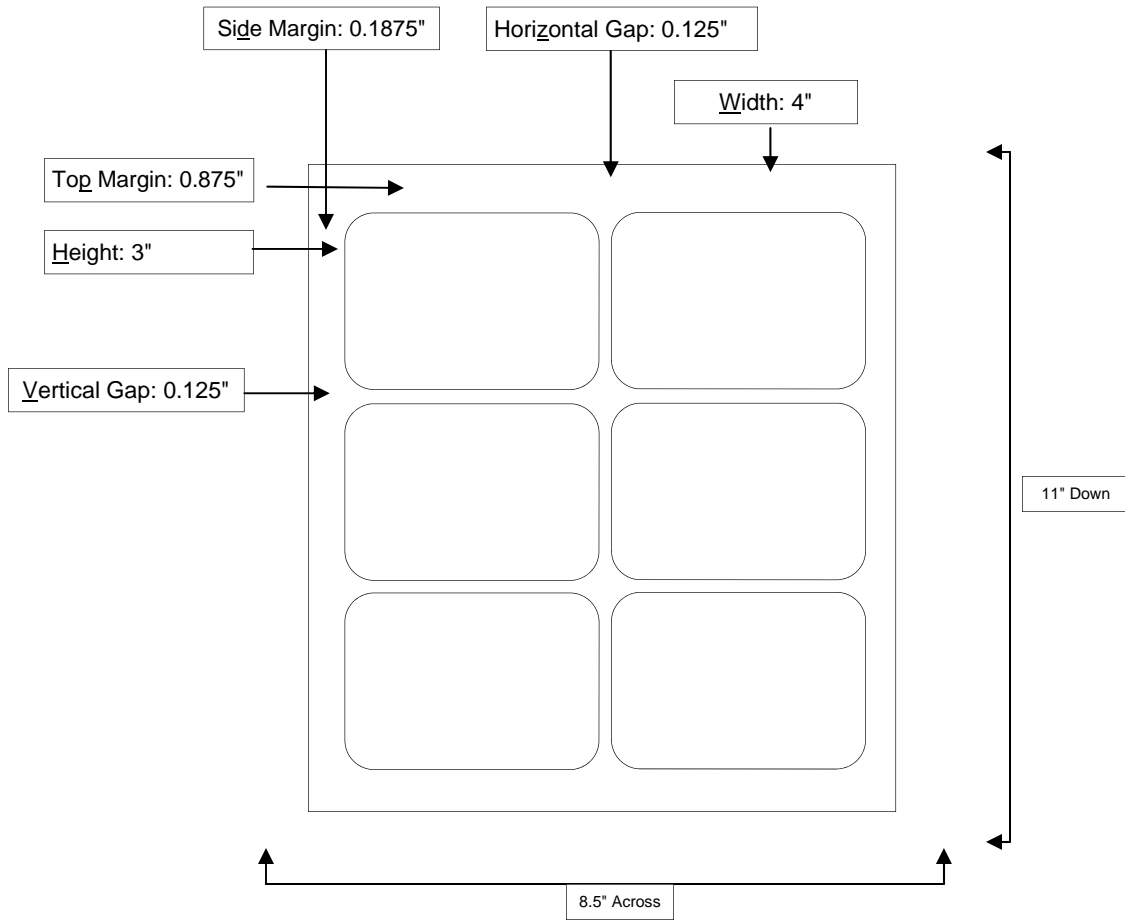 Side Margin: 0.1875"
Horizontal Gap: 0.125"
Width: 4"
Top Margin: 0.875"
Height: 3"
Vertical Gap: 0.125"
11" Down
8.5" Across